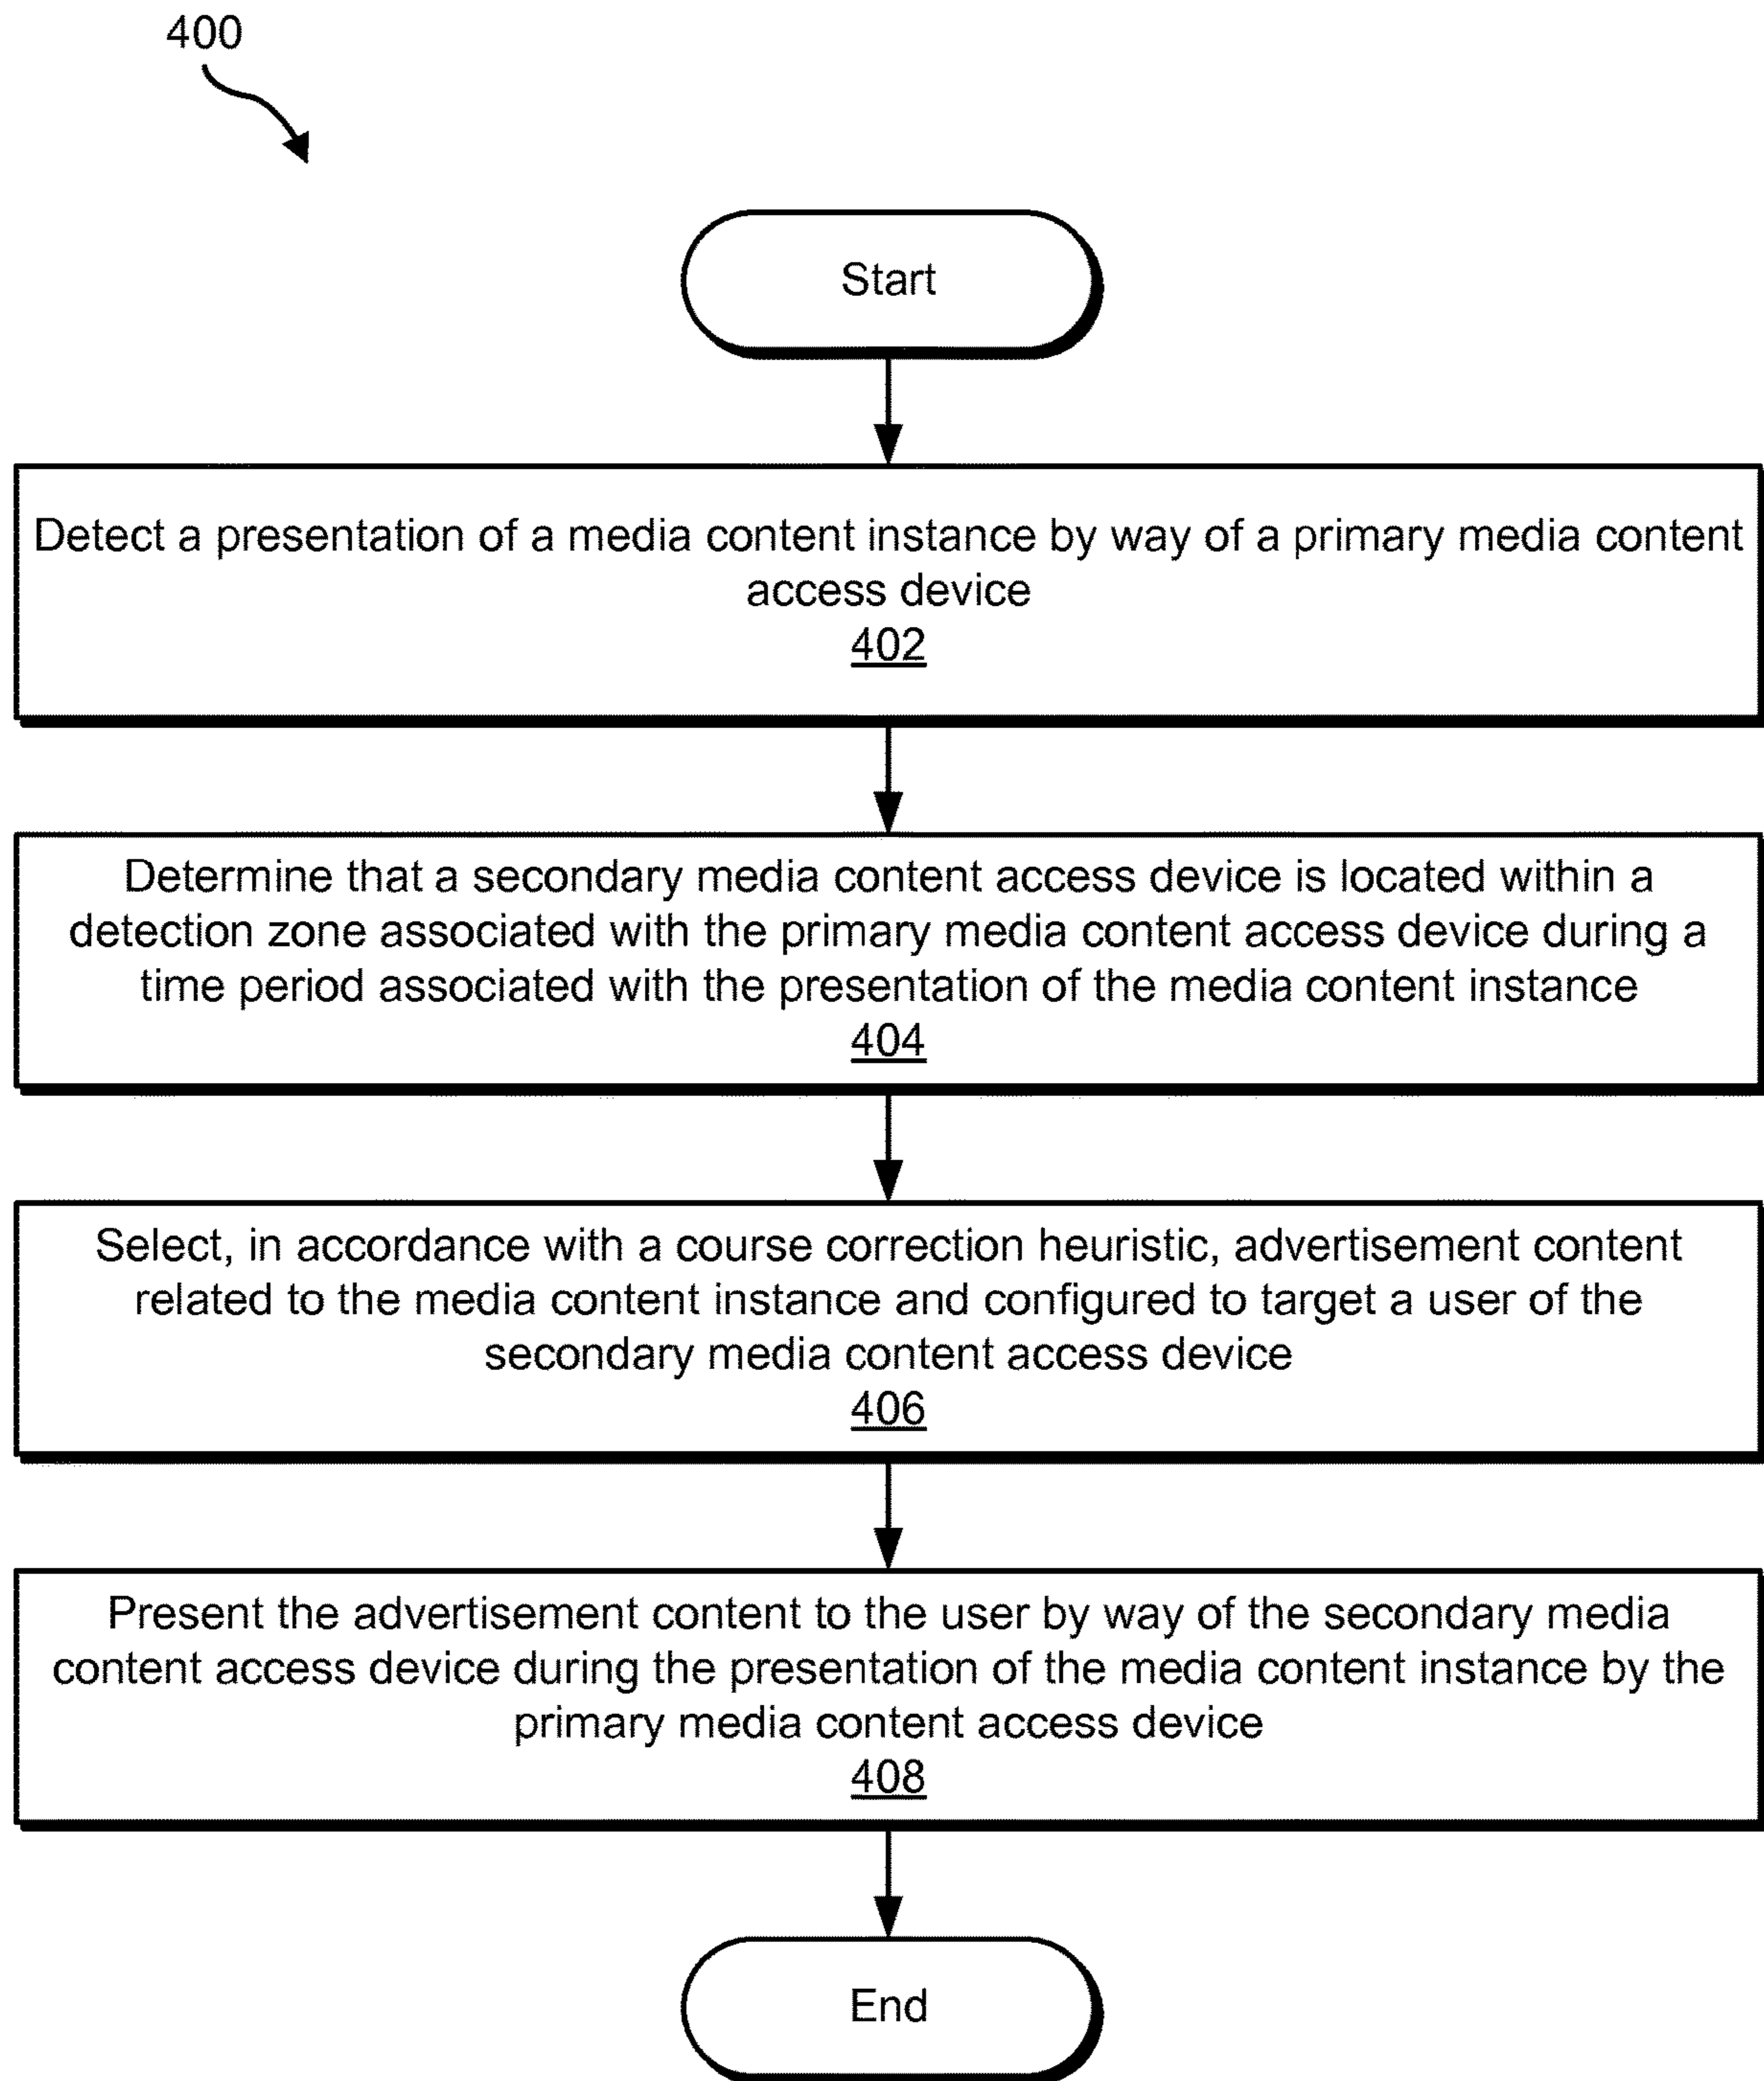 400
Start
Detect a presentation of a media content instance by way of a primary media content
access device
402
Determine that a secondary media content access device is located within a
detection zone associated with the primary media content access device during a
time period associated with the presentation of the media content instance
404
Select, in accordance with a course correction heuristic, advertisement content
related to the media content instance and configured to target a user of the
secondary media content access device
406
Present the advertisement content to the user by way of the secondary media
content access device during the presentation of the media content instance by the
primary media content access device
408
End